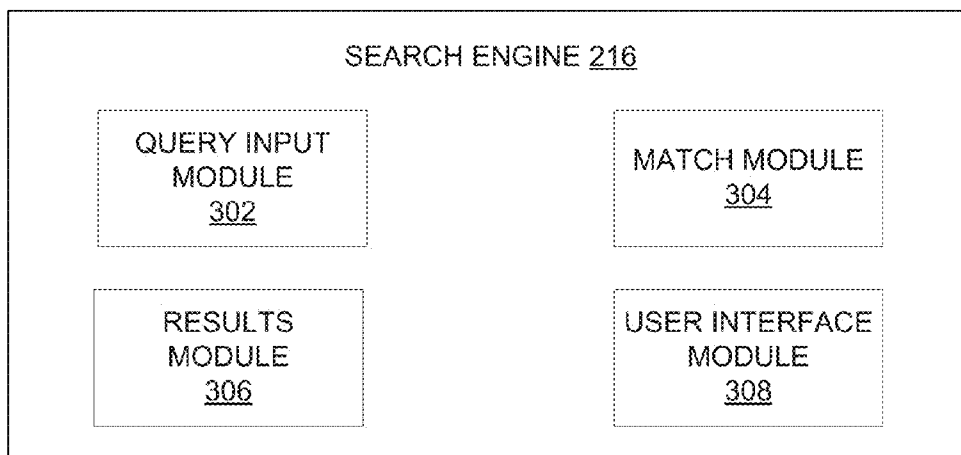 SEARCH ENGINE 216
QUERY INPUT
MODULE
302
MATCH MODULE
304
RESULTS
MODULE
306
USER INTERFACE
MODULE
308